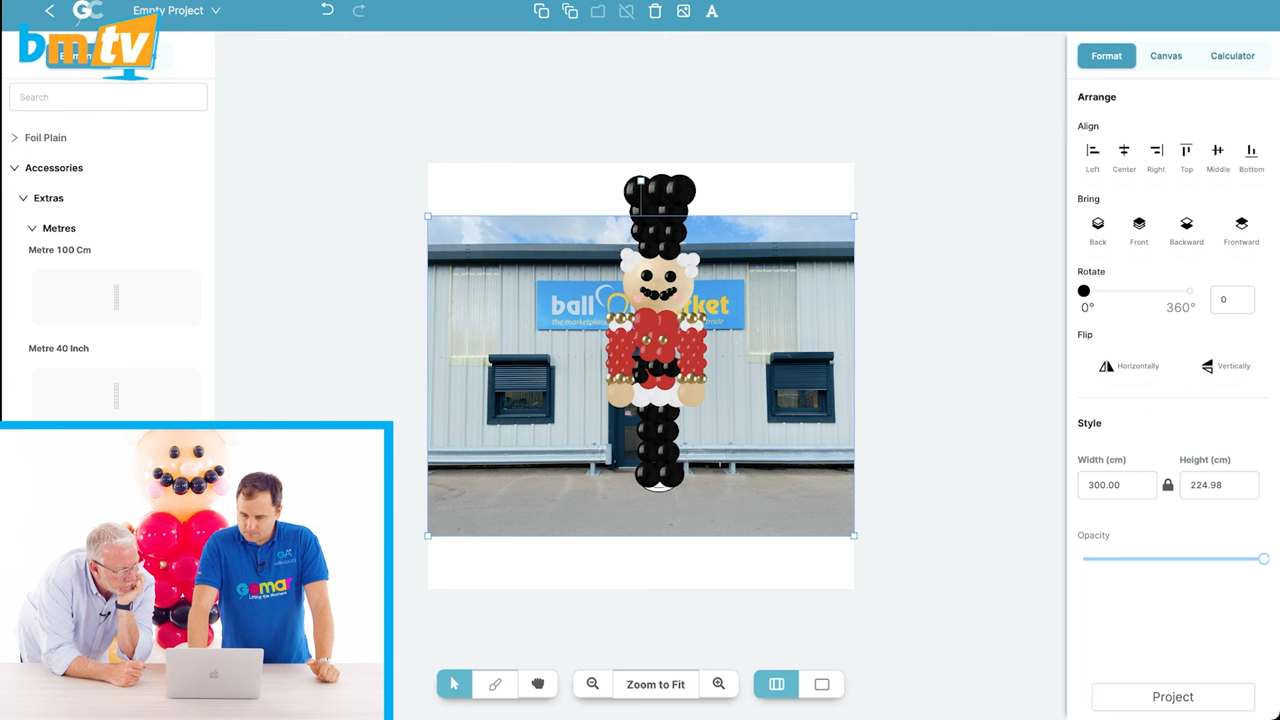 GC Empty Project
bmtv
Search
Foil Plain
Accessories
Extras
Metres
Metre 100 Cm
Metre 40 Inch
Format Canvas Calculator
Arrange
Align
Left Center Right Top Middle Bottom
Bring
Back Front Backward Frontward
Rotate
0° 360° 0
Flip
Horizontally Vertically
Style
Width (cm) Height (cm)
300.00 224.98
Opacity
Zoom to Fit
Project
ball rket
Gemar
Lifting the Moment